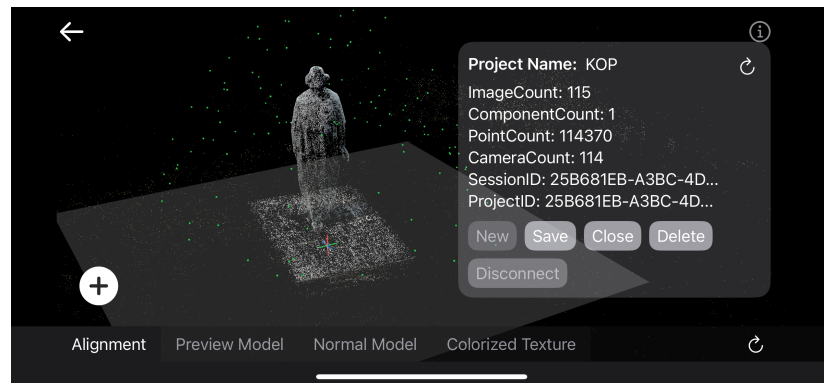 Project Name: KOP
ImageCount: 115
ComponentCount: 1
PointCount: 114370
CameraCount: 114
SessionID: 25B681EB-A3BC-4D...
ProjectID: 25B681EB-A3BC-4D...
New Save Close Delete
Disconnect
Alignment Preview Model Normal Model Colorized Texture